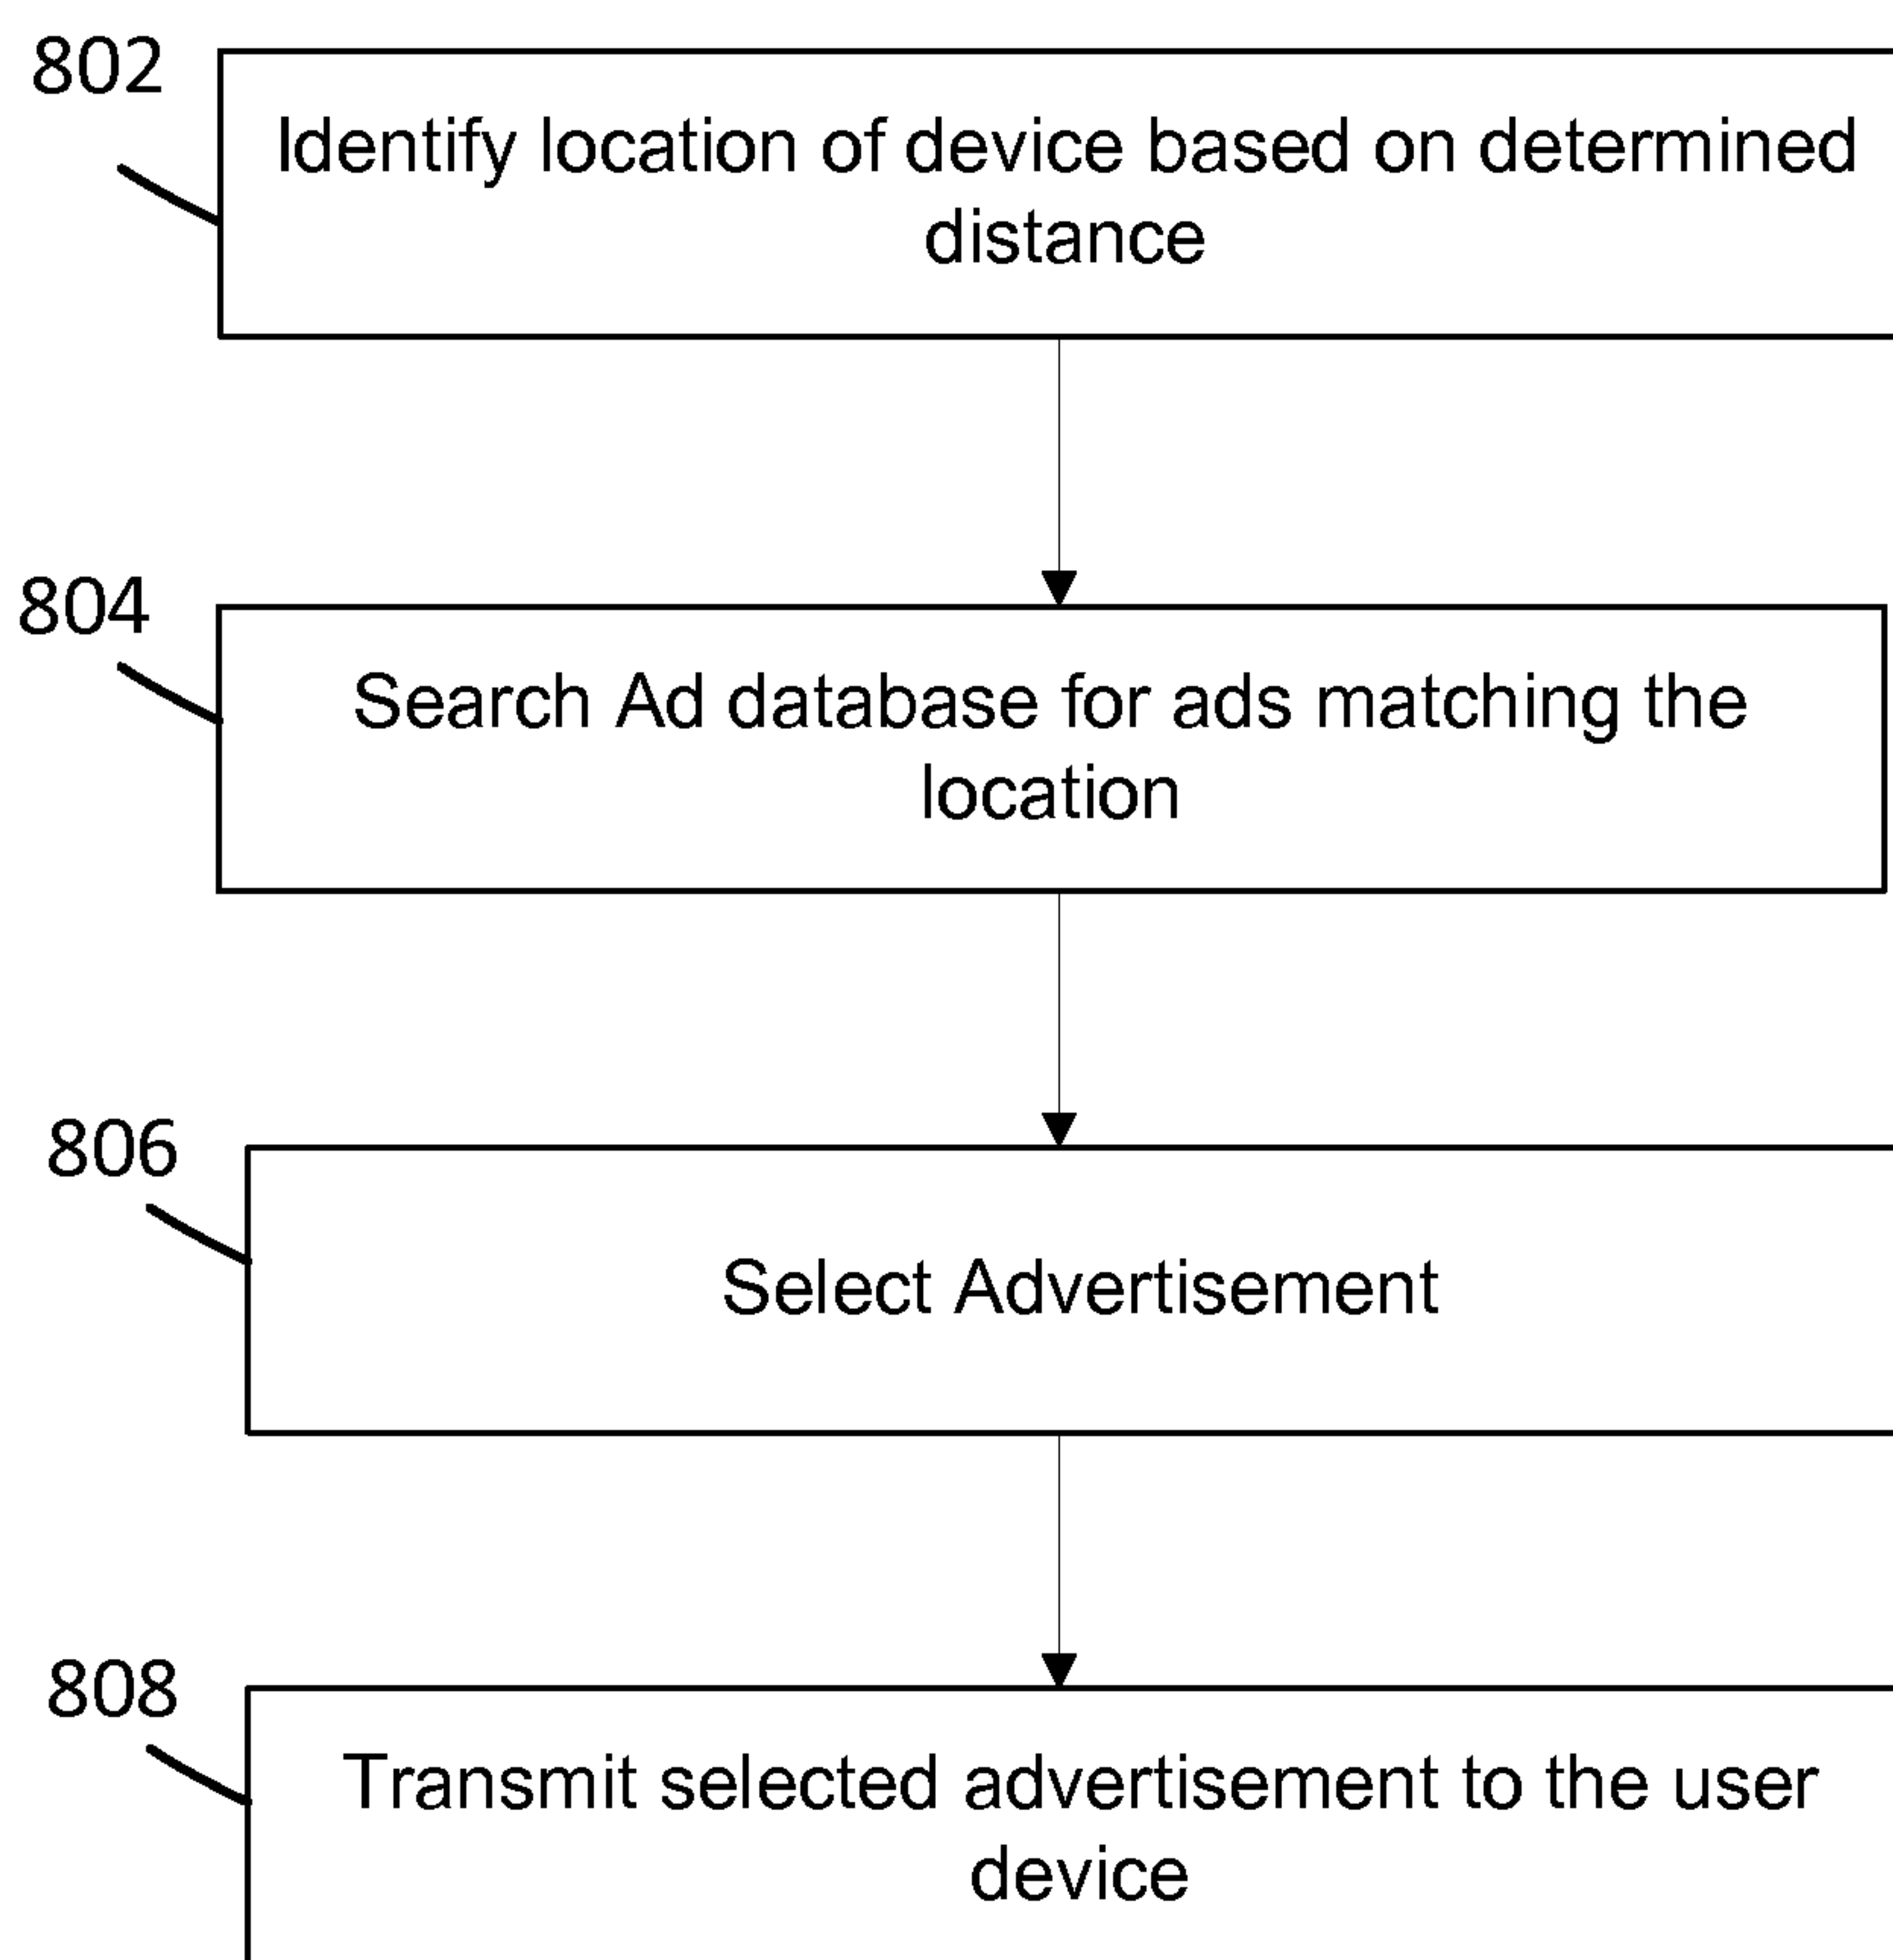 802
Identify location of device based on determined
distance
804
Search Ad database for ads matching the
location
806
Select Advertisement
808
Transmit selected advertisement to the user
device